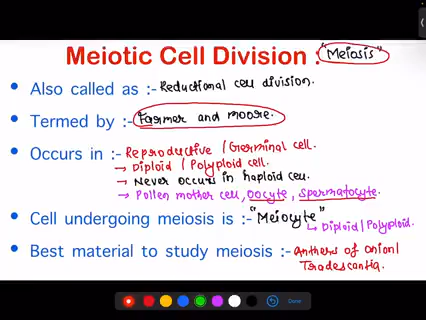 Meiotic Cell Division : "Meiosis"
• Also called as :- Reductional cell division.
• Termed by :- Farmer and moore.
• Occurs in :- Reproductive / Germinal cell.
→ Diploid / Polyploid cell.
→ Never occurs in haploid cell.
→ Pollen mother cell, oocyte, spermatocyte.
• Cell undergoing meiosis is :- "Meiocyte"
↳ Diploid / Polyploid.
• Best material to study meiosis :- Anthers of onion /
Tradescantia.
Done